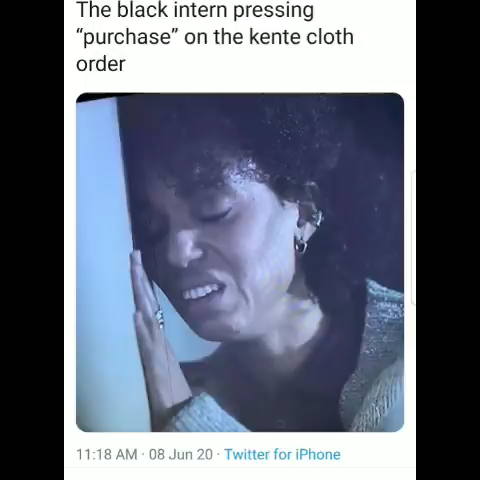 The black intern pressing
“purchase” on the kente cloth
order
11:18 AM · 08 Jun 20 · Twitter for iPhone